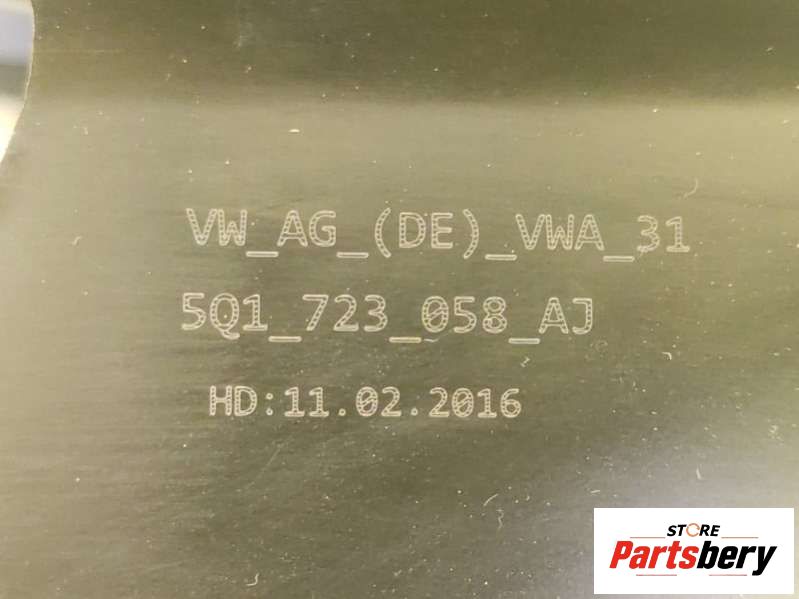 VW_AG_(DE)_VWA_31
5Q1_723_058_AJ
HD:11.02.2016
STORE
Partsbery